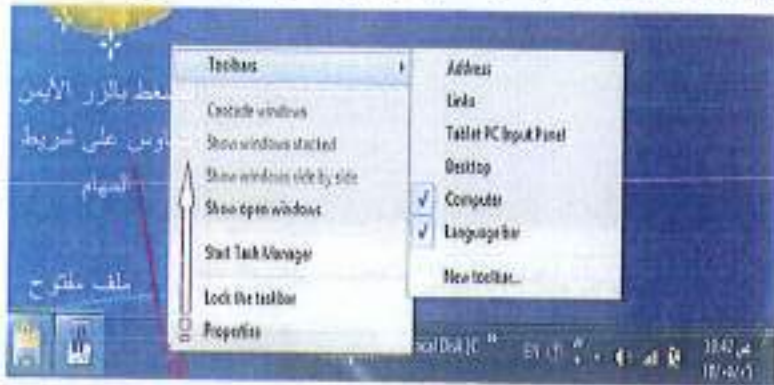 Toolbars
Cascade windows
Show windows stacked
Show windows side by side
Show open windows
Start Task Manager
Lock the taskbar
Properties
Address
Links
Tablet PC Input Panel
Desktop
Computer
Language bar
New toolbar...
بالزر الأيمن
على شريط
المهام
ملف مفتوح
EN